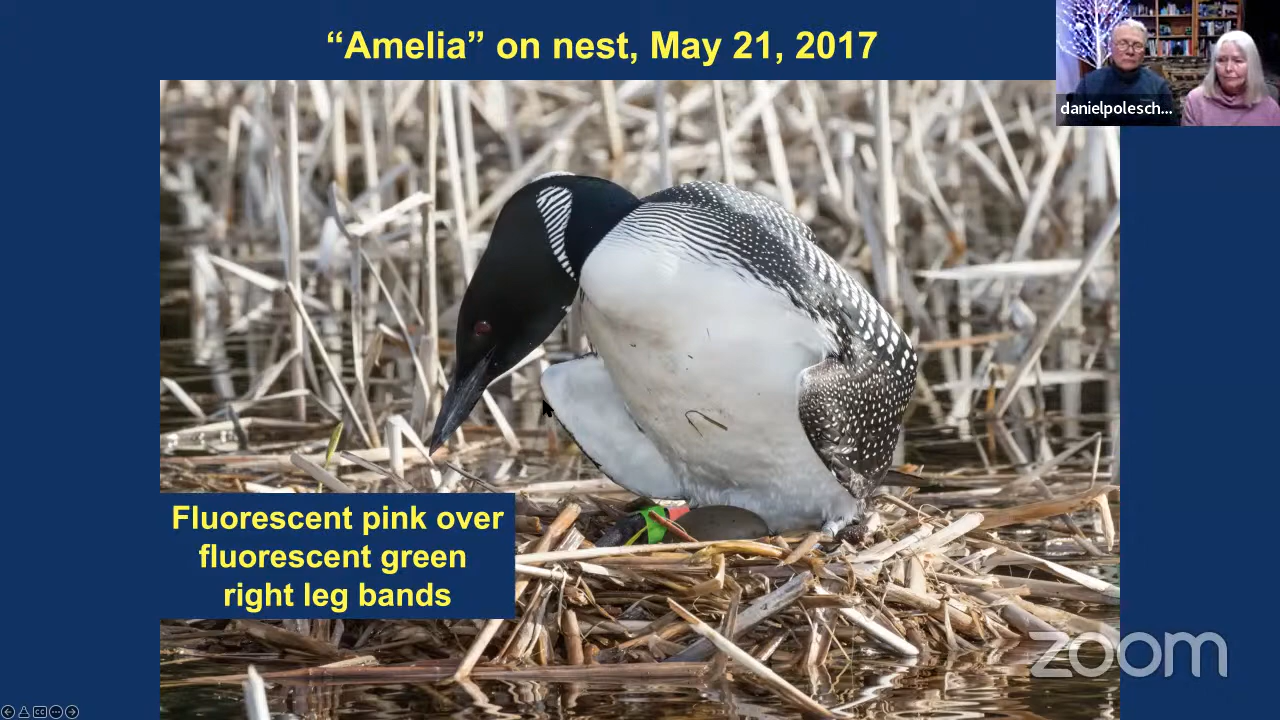 “Amelia” on nest, May 21, 2017
danielpolesch...
Fluorescent pink over
fluorescent green
right leg bands
zoom